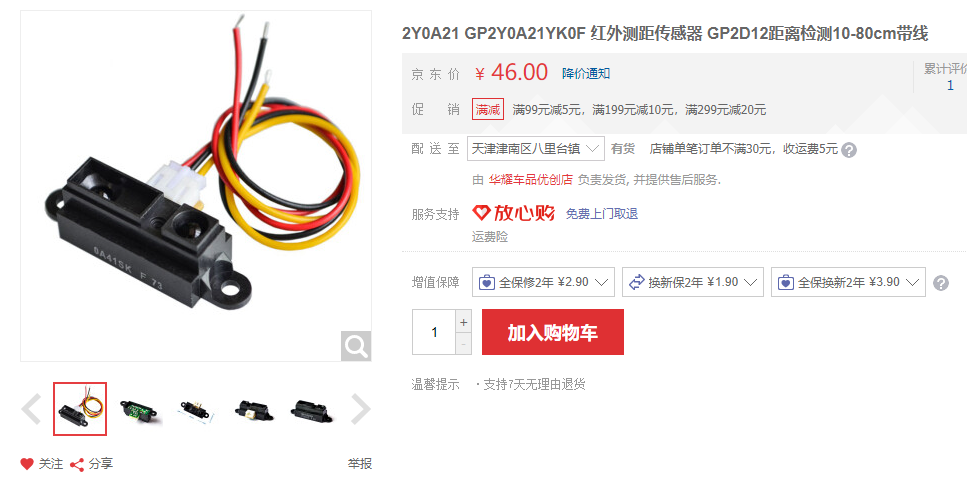 2Y0A21 GP2Y0A21YK0F 红外测距传感器 GP2D12距离检测10-80cm带线
京东价 ￥46.00 降价通知
累计评价
1
促销 满减 满99元减5元，满199元减10元，满299元减20元
配送至 天津津南区八里台镇 有货 店铺单笔订单不满30元，收运费5元 ?
由 华耀车品优创店 负责发货, 并提供售后服务.
服务支持 放心购 免费上门取退
运费险
增值保障 全保修2年 ¥2.90 换新保2年 ¥1.90 全保换新2年 ¥3.90 ?
1 + - 加入购物车
温馨提示 ·支持7天无理由退货
0A41SK F 73
关注 分享 举报